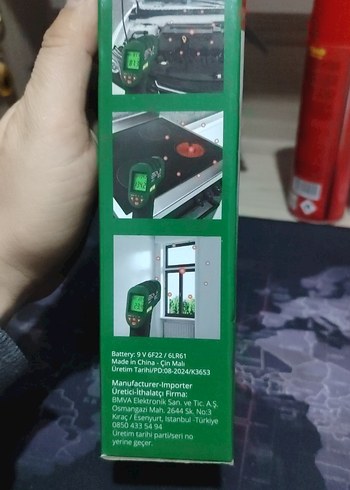 Battery: 9 V 6F22 / 6LR61
Made in China - Çin Malı
Üretim Tarihi/PD:08-2024/K3653
Manufacturer-Importer
Üretici-İthalatçı Firma:
BMVA Elektronik San. ve Tic. A.Ş.
Osmangazi Mah. 2644 Sk. No:3
Kıraç / Esenyurt, Istanbul -Türkiye
0850 433 54 94
Üretim tarihi parti/seri no
yerine geçer.